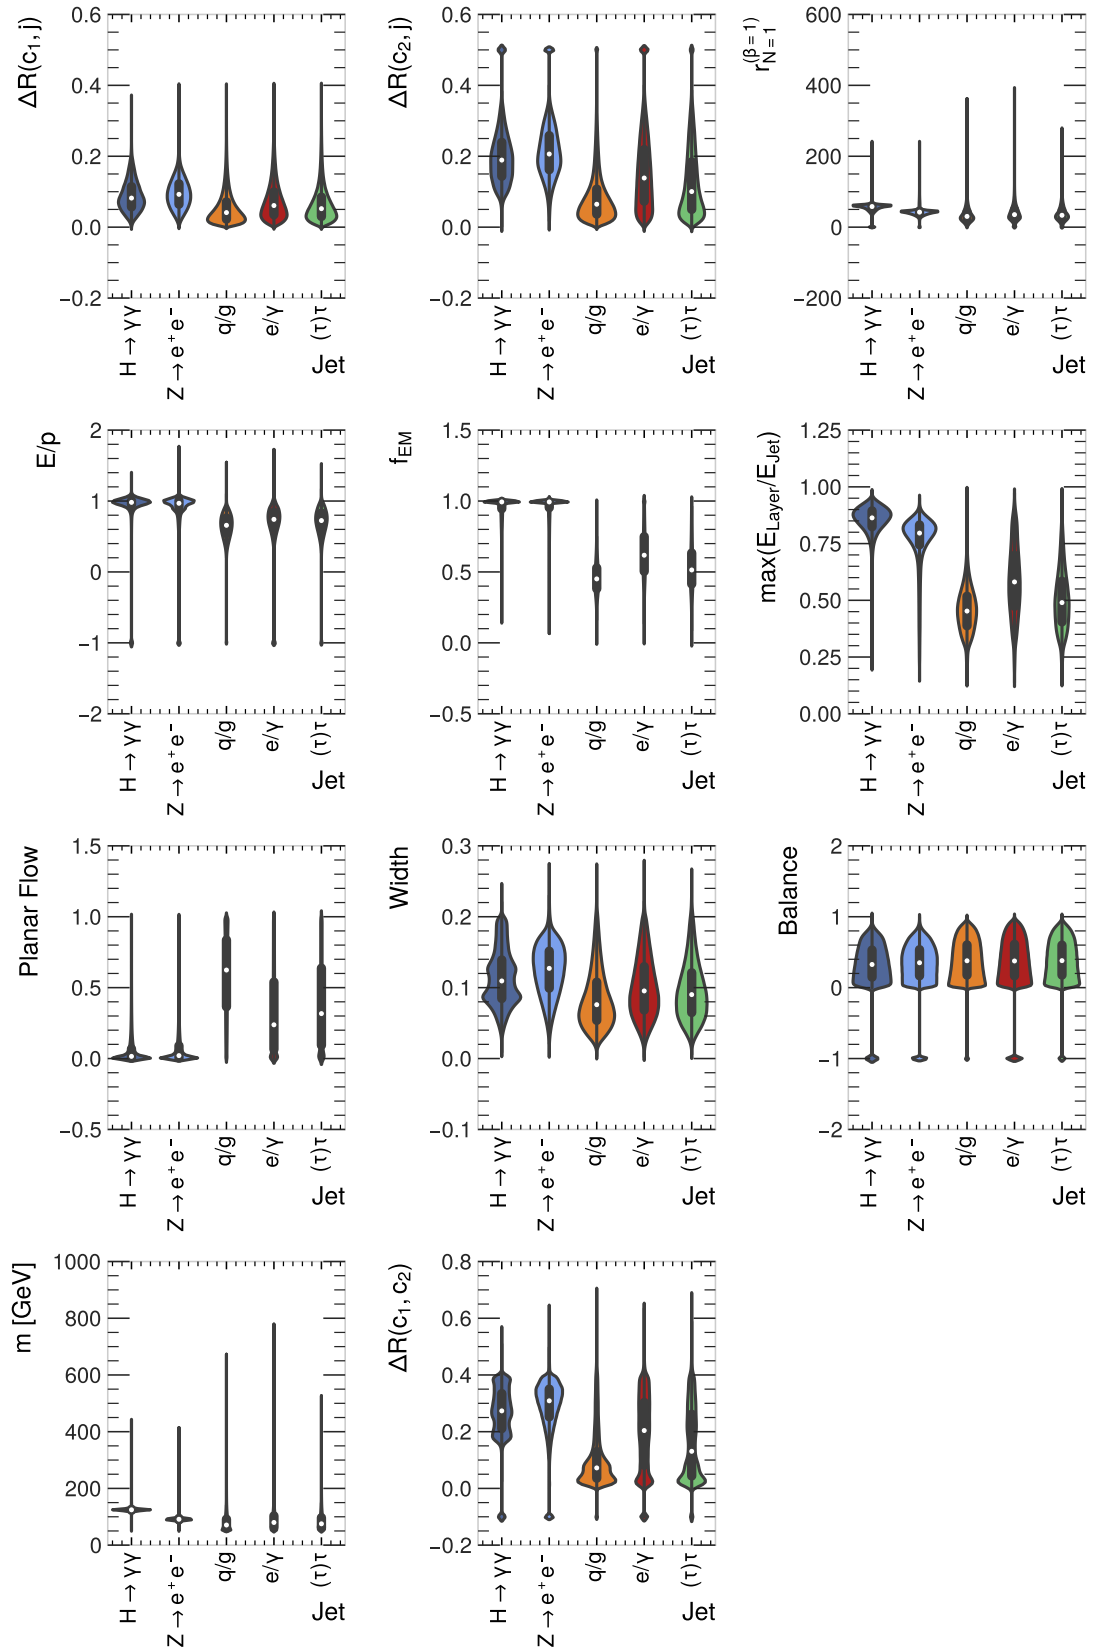 ΔR(c₁, j)
0.6
0.4
0.2
0.0
−0.2
H → γγ
Z → e⁺e⁻
q/g
e/γ
(τ)τ
Jet
ΔR(c₂, j)
0.6
0.4
0.2
0.0
−0.2
H → γγ
Z → e⁺e⁻
q/g
e/γ
(τ)τ
Jet
r_{N=1}^{(β=1)}
600
400
200
0
−200
H → γγ
Z → e⁺e⁻
q/g
e/γ
(τ)τ
Jet
E/p
2
1
0
−1
−2
H → γγ
Z → e⁺e⁻
q/g
e/γ
(τ)τ
Jet
f_{EM}
1.5
1.0
0.5
0.0
−0.5
H → γγ
Z → e⁺e⁻
q/g
e/γ
(τ)τ
Jet
max(E_{Layer}/E_{Jet})
1.25
1.00
0.75
0.50
0.25
0.00
H → γγ
Z → e⁺e⁻
q/g
e/γ
(τ)τ
Jet
Planar Flow
1.5
1.0
0.5
0.0
−0.5
H → γγ
Z → e⁺e⁻
q/g
e/γ
(τ)τ
Jet
Width
0.3
0.2
0.1
0.0
−0.1
H → γγ
Z → e⁺e⁻
q/g
e/γ
(τ)τ
Jet
Balance
2
1
0
−1
−2
H → γγ
Z → e⁺e⁻
q/g
e/γ
(τ)τ
Jet
m [GeV]
1000
800
600
400
200
0
H → γγ
Z → e⁺e⁻
q/g
e/γ
(τ)τ
Jet
ΔR(c₁, c₂)
0.8
0.6
0.4
0.2
0.0
−0.2
H → γγ
Z → e⁺e⁻
q/g
e/γ
(τ)τ
Jet